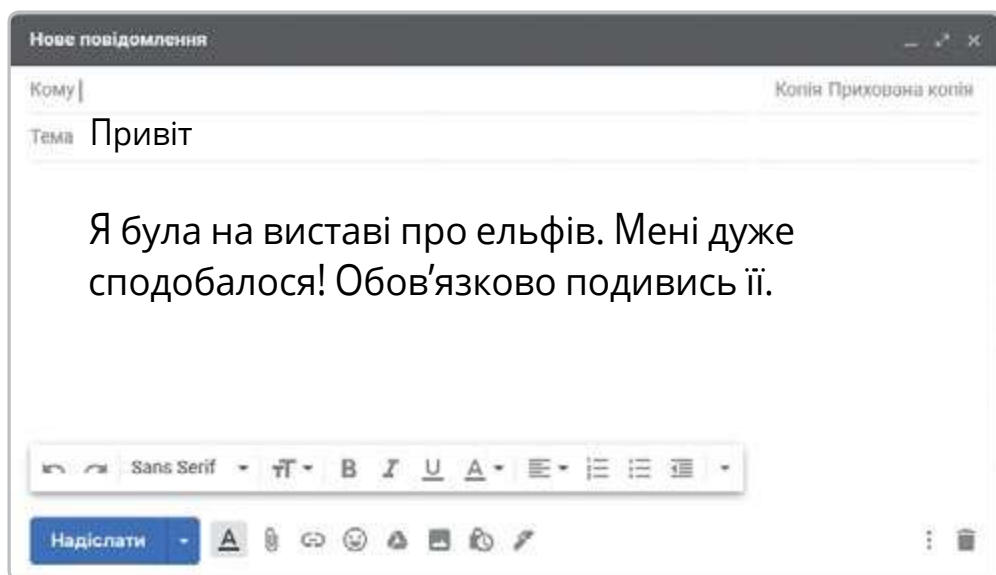 Нове повідомлення
Кому Копія Прихована копія
Тема Привіт
Я була на виставі про ельфів. Мені дуже
сподобалося! Обов’язково подивись її.
Sans Serif
Надіслати